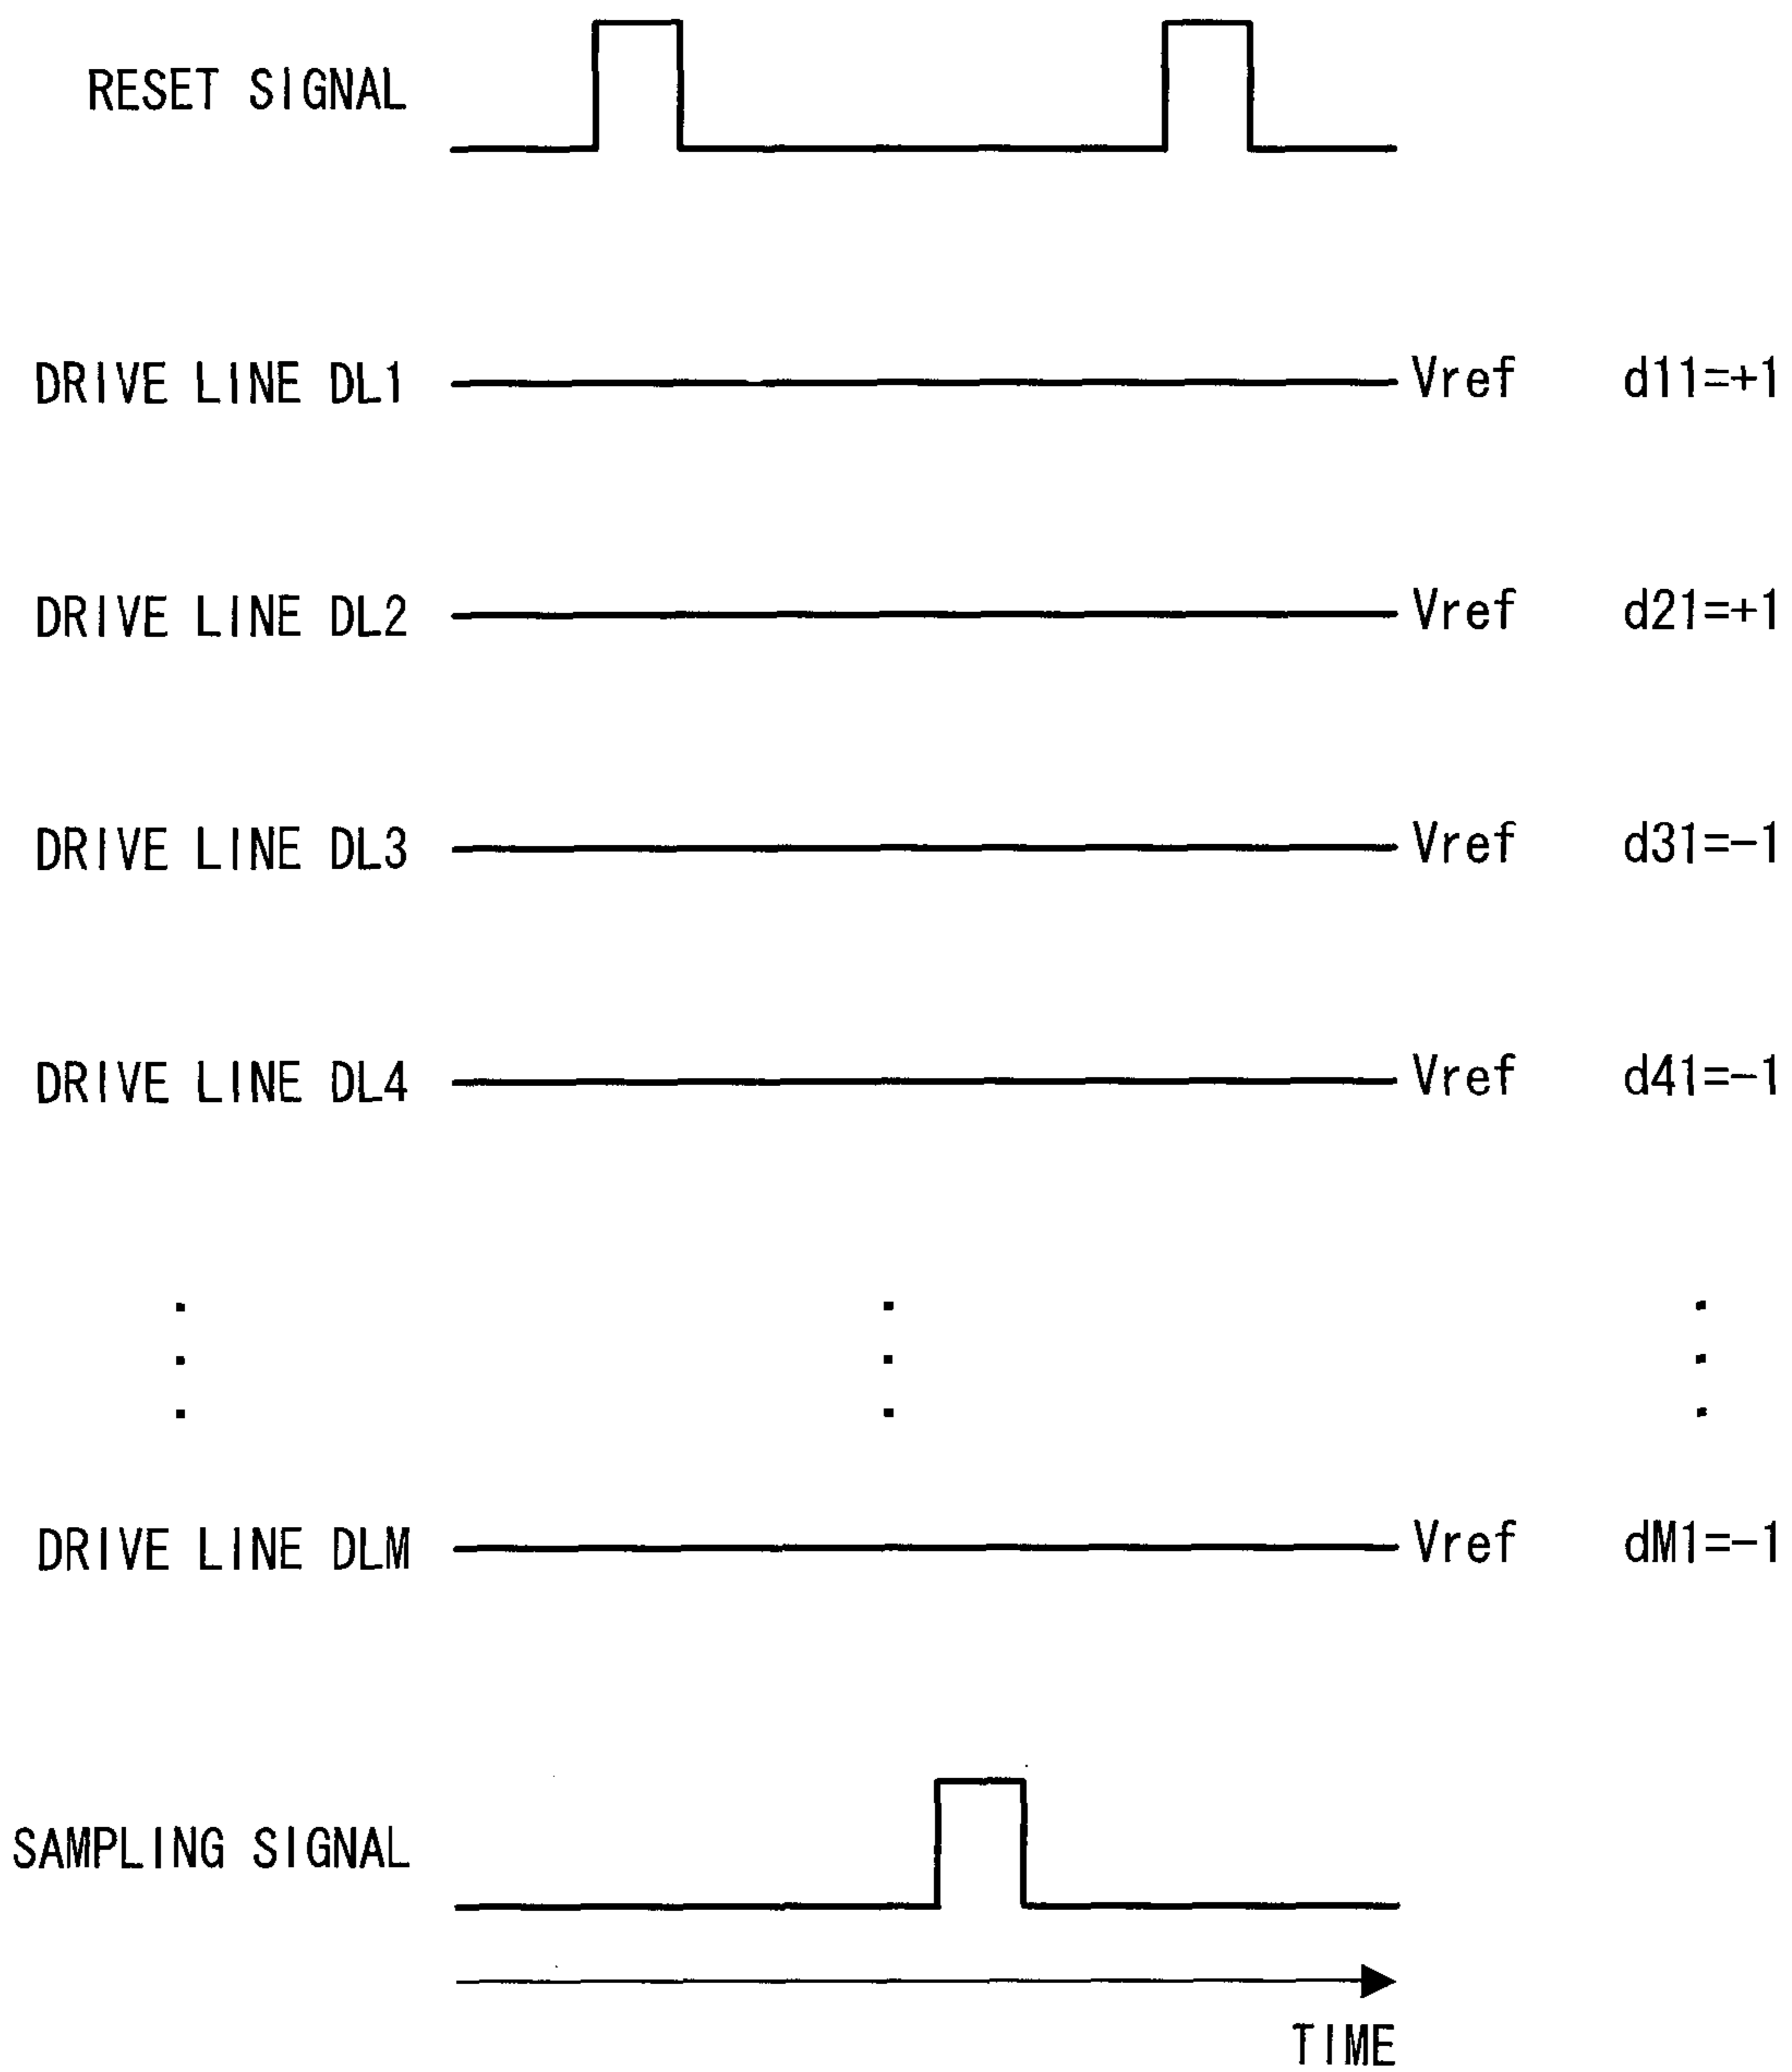 RESET SIGNAL
DRIVE LINE DL1 Vref d11=+1
DRIVE LINE DL2 Vref d21=+1
DRIVE LINE DL3 Vref d31=-1
DRIVE LINE DL4 Vref d41=-1
DRIVE LINE DLM Vref dM1=-1
SAMPLING SIGNAL
TIME